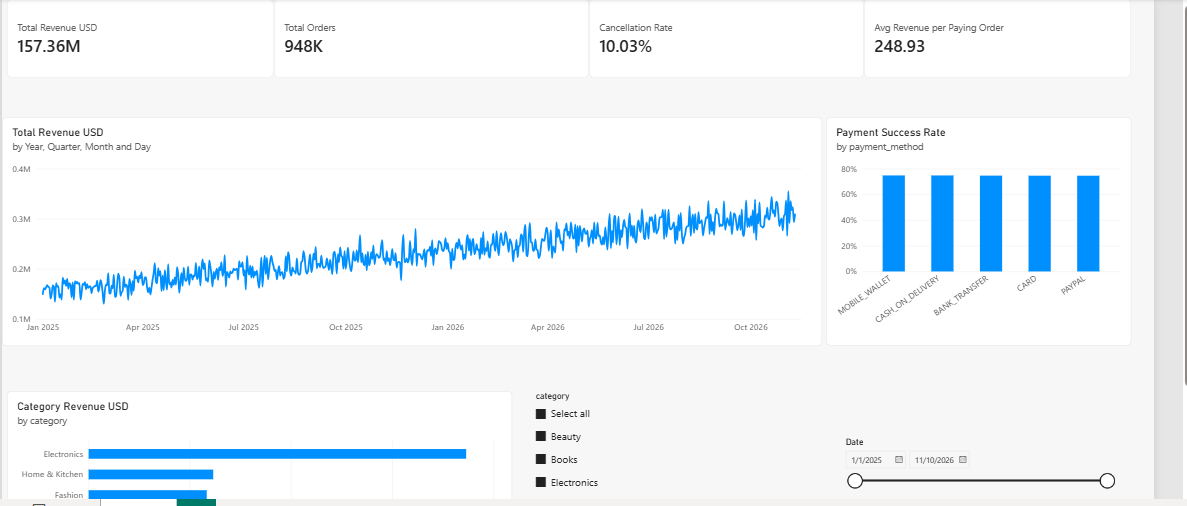 Total Revenue USD
157.36M
Total Orders
948K
Cancellation Rate
10.03%
Avg Revenue per Paying Order
248.93
Total Revenue USD
by Year, Quarter, Month and Day
0.4M
0.3M
0.2M
0.1M
Jan 2025
Apr 2025
Jul 2025
Oct 2025
Jan 2026
Apr 2026
Jul 2026
Oct 2026
Payment Success Rate
by payment_method
80%
60%
40%
20%
0%
MOBILE_WALLET
CASH_ON_DELIVERY
BANK_TRANSFER
CARD
PAYPAL
Category Revenue USD
by category
Electronics
Home & Kitchen
Fashion
category
Select all
Beauty
Books
Electronics
Date
1/1/2025
11/10/2026